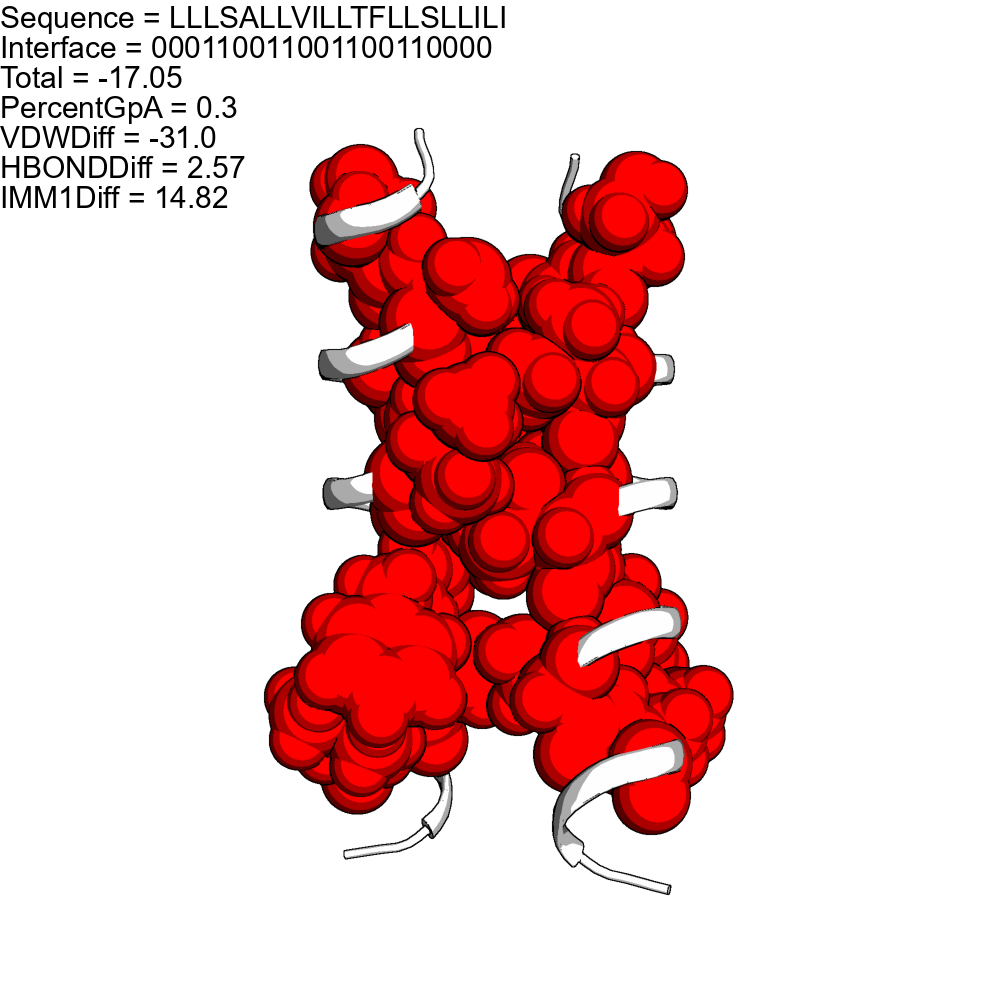 Sequence = LLLSALLVILLTFLLSLLILI
Interface = 000110011001100110000
Total = -17.05
PercentGpA = 0.3
VDWDiff = -31.0
HBONDDiff = 2.57
IMM1Diff = 14.82